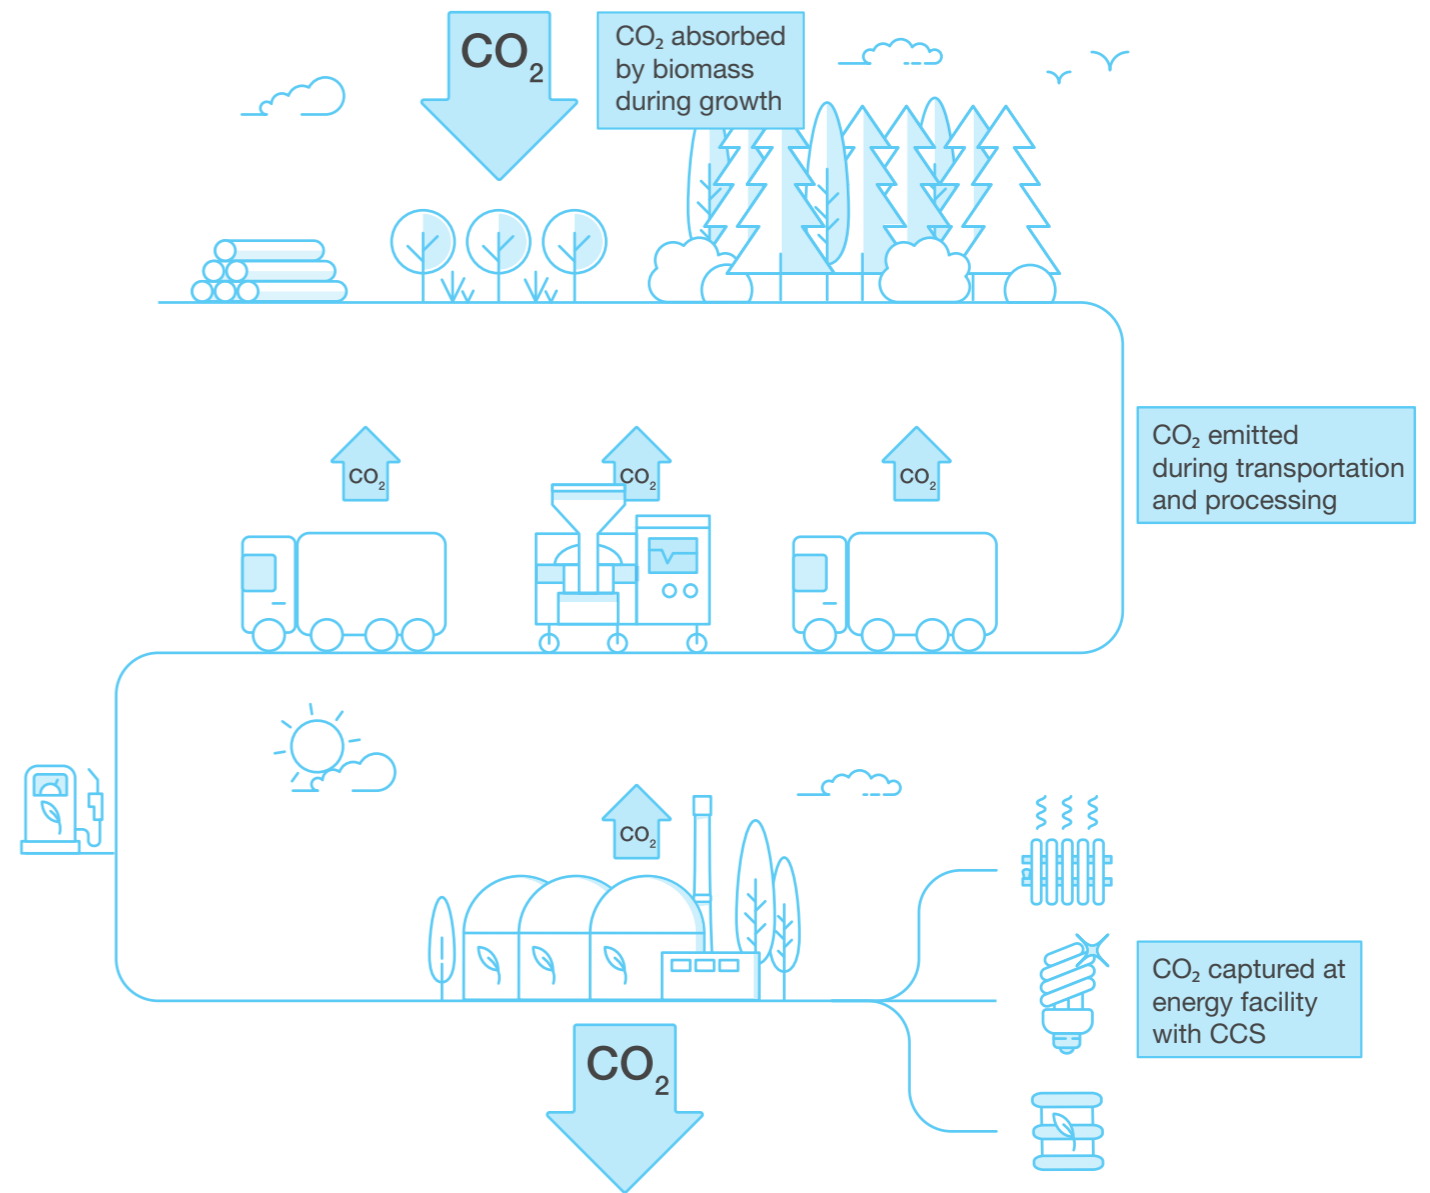 CO₂
CO₂ absorbed
by biomass
during growth
CO₂ emitted
during transportation
and processing
CO₂
CO₂
CO₂
CO₂
CO₂ captured at
energy facility
with CCS
CO₂